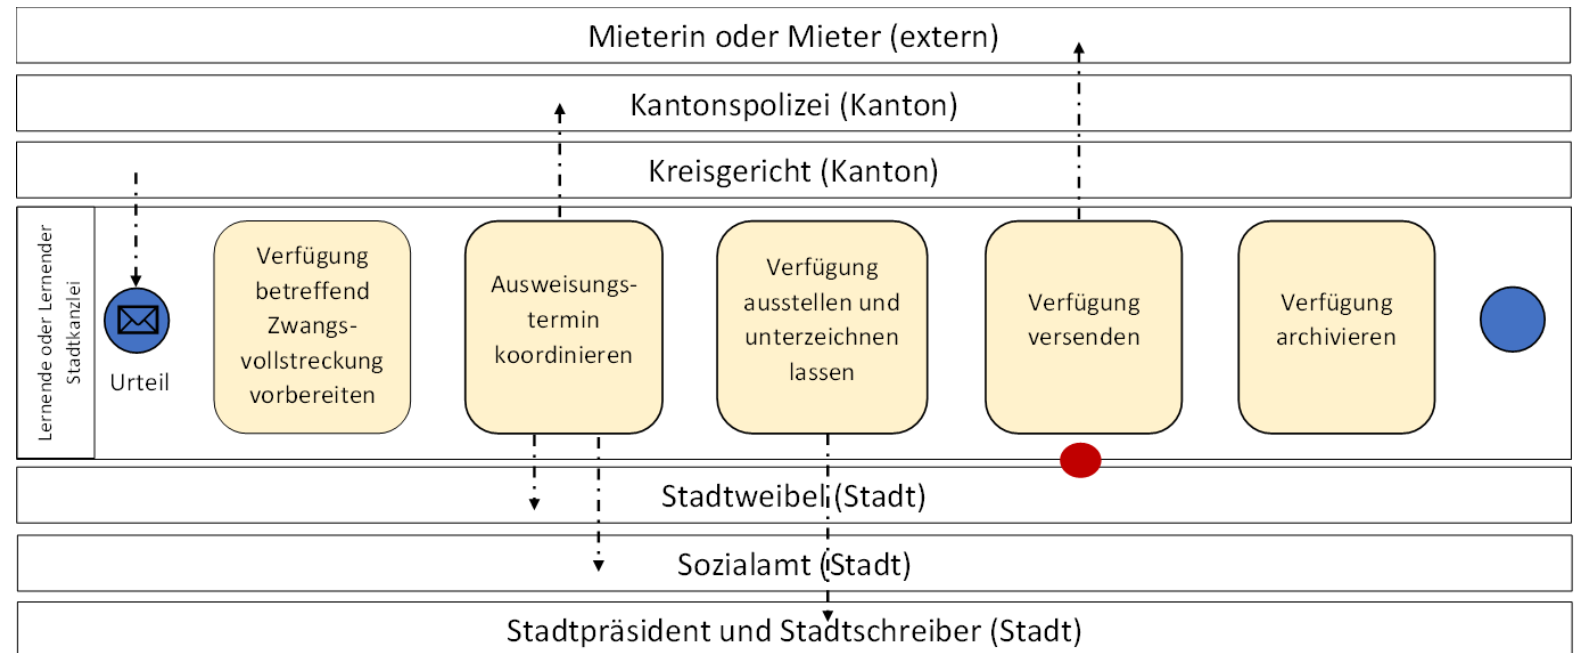 Mieterin oder Mieter (extern)
Kantonspolizei (Kanton)
Kreisgericht (Kanton)
Lernende oder Lernender
Stadtkanzlei
Urteil
Verfügung
betreffend
Zwangs-
vollstreckung
vorbereiten
Ausweisungs-
termin
koordinieren
Verfügung
ausstellen und
unterzeichnen
lassen
Verfügung
versenden
Verfügung
archivieren
Stadtweibel (Stadt)
Sozialamt (Stadt)
Stadtpräsident und Stadtschreiber (Stadt)